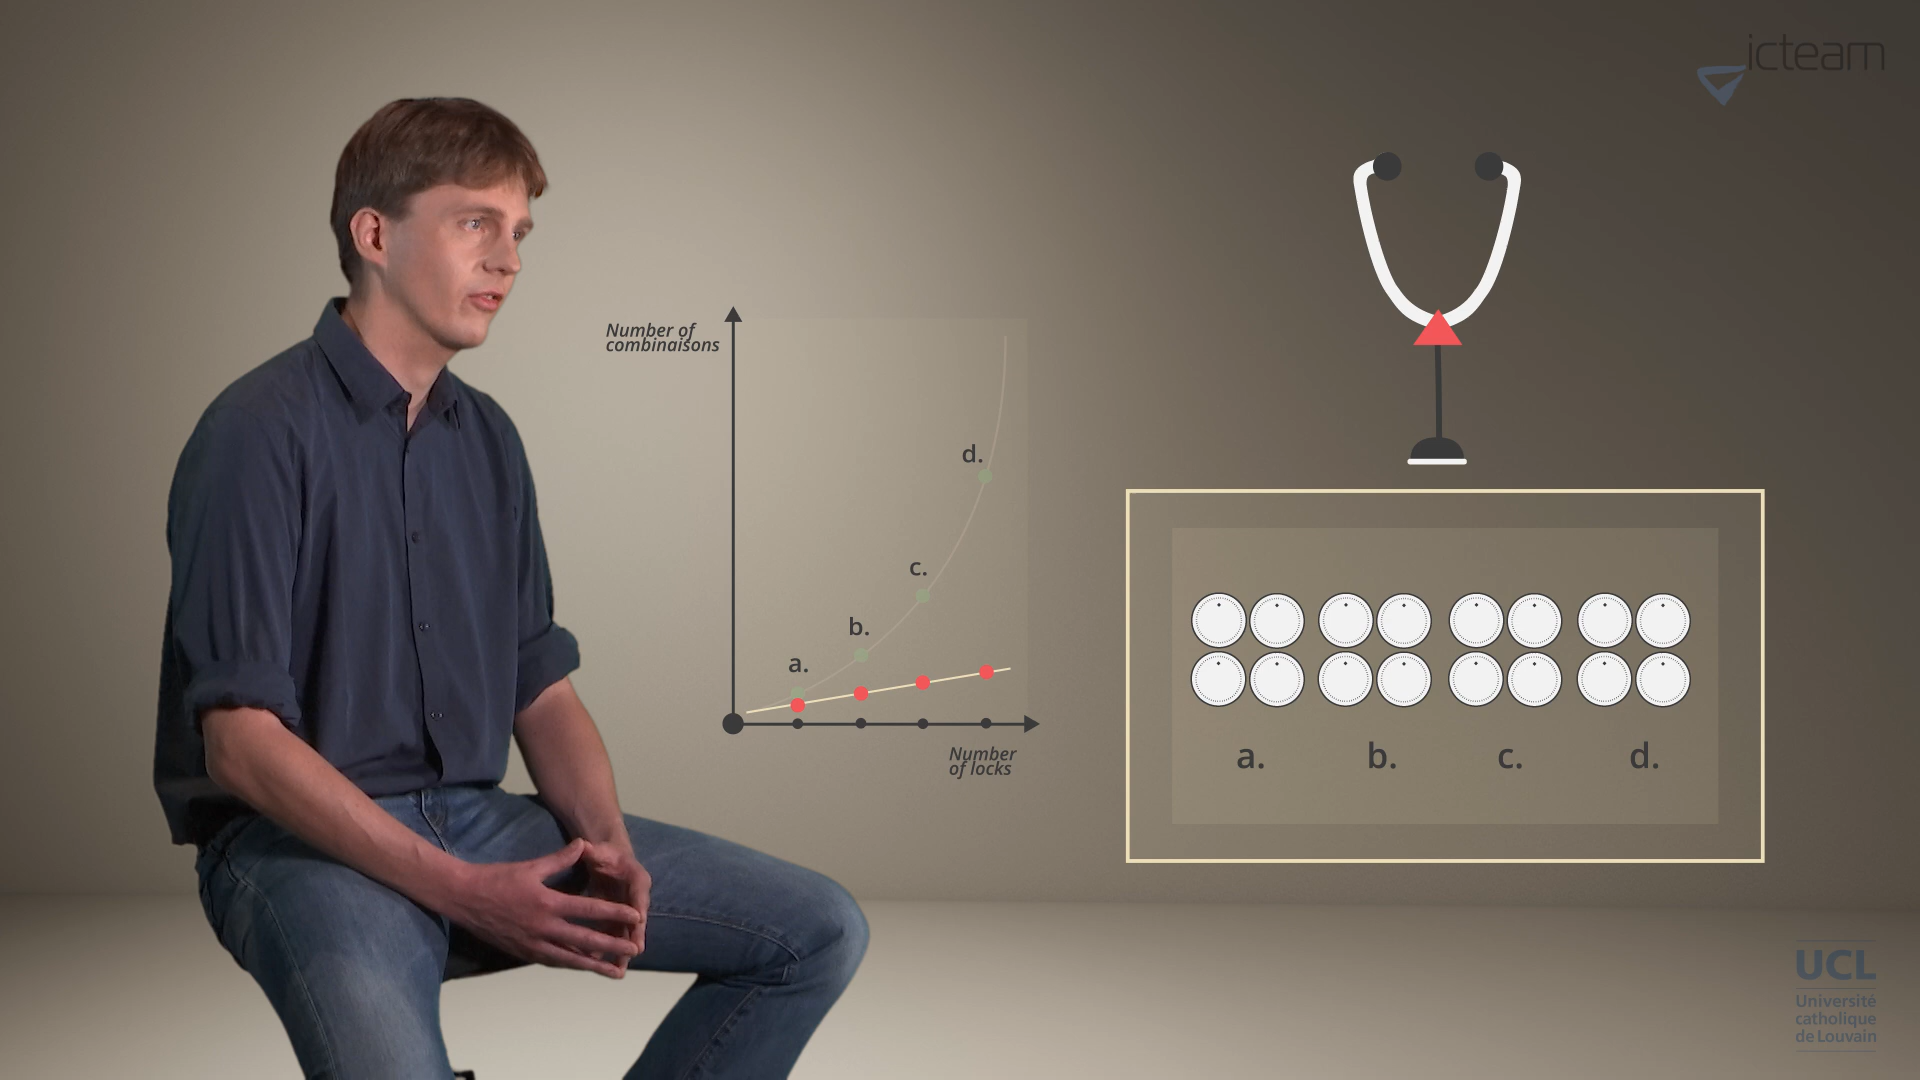 icteam
Number of
combinaisons
d.
c.
b.
a.
Number
of locks
a. b. c. d.
UCL
Université
catholique
de Louvain